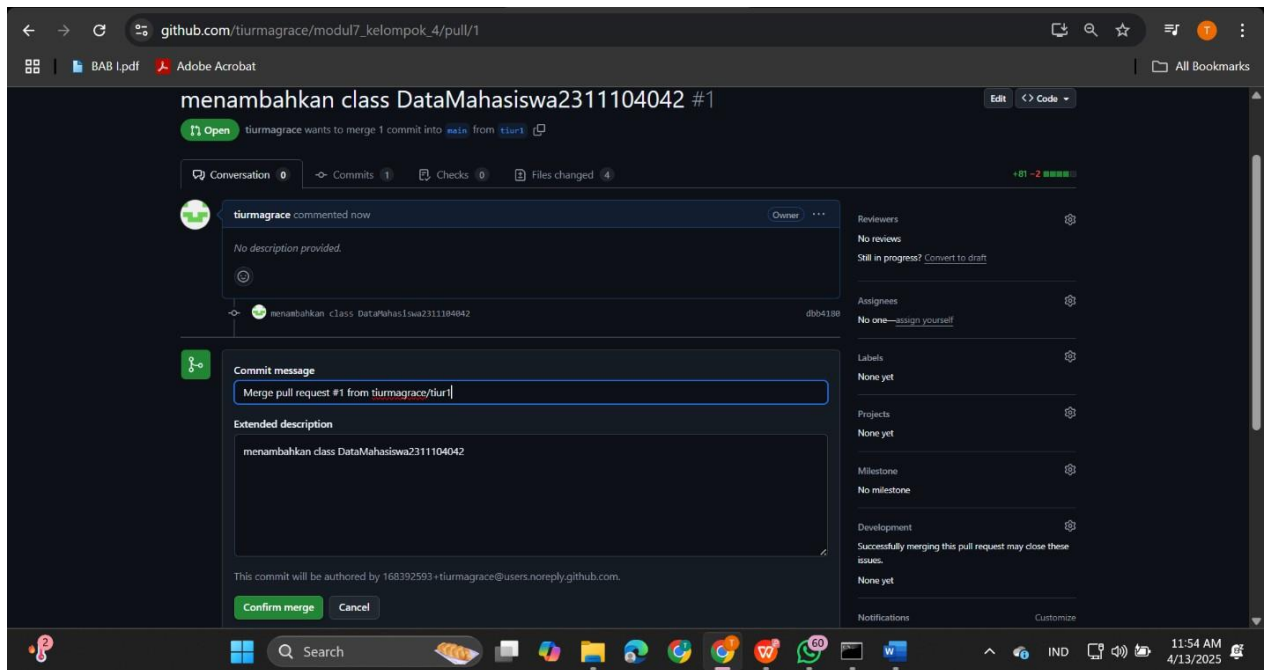 github.com/tiurmagrace/modul7_kelompok_4/pull/1
T
BAB I.pdf Adobe Acrobat
All Bookmarks
menambahkan class DataMahasiswa2311104042 #1
Edit <> Code
Open tiurmagrace wants to merge 1 commit into main from tiur1
Conversation 0 Commits 1 Checks 0 Files changed 4
+81 −2
tiurmagrace commented now
Owner ...
No description provided.
menambahkan class DataMahasiswa2311104042
dbb4180
Commit message
Merge pull request #1 from tiurmagrace/tiur1
Extended description
menambahkan class DataMahasiswa2311104042
This commit will be authored by 168392593+tiurmagrace@users.noreply.github.com.
Confirm merge Cancel
Reviewers
No reviews
Still in progress? Convert to draft
Assignees
No one—assign yourself
Labels
None yet
Projects
None yet
Milestone
No milestone
Development
Successfully merging this pull request may close these
issues.
None yet
Notifications Customize
2
Search
60
W
IND
11:54 AM
4/13/2025